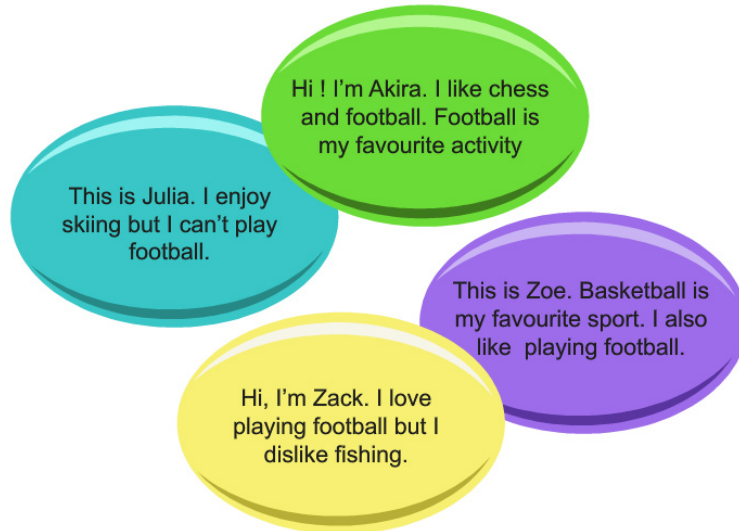 Hi ! I'm Akira. I like chess
and football. Football is
my favourite activity
This is Julia. I enjoy
skiing but I can't play
football.
This is Zoe. Basketball is
my favourite sport. I also
like playing football.
Hi, I'm Zack. I love
playing football but I
dislike fishing.